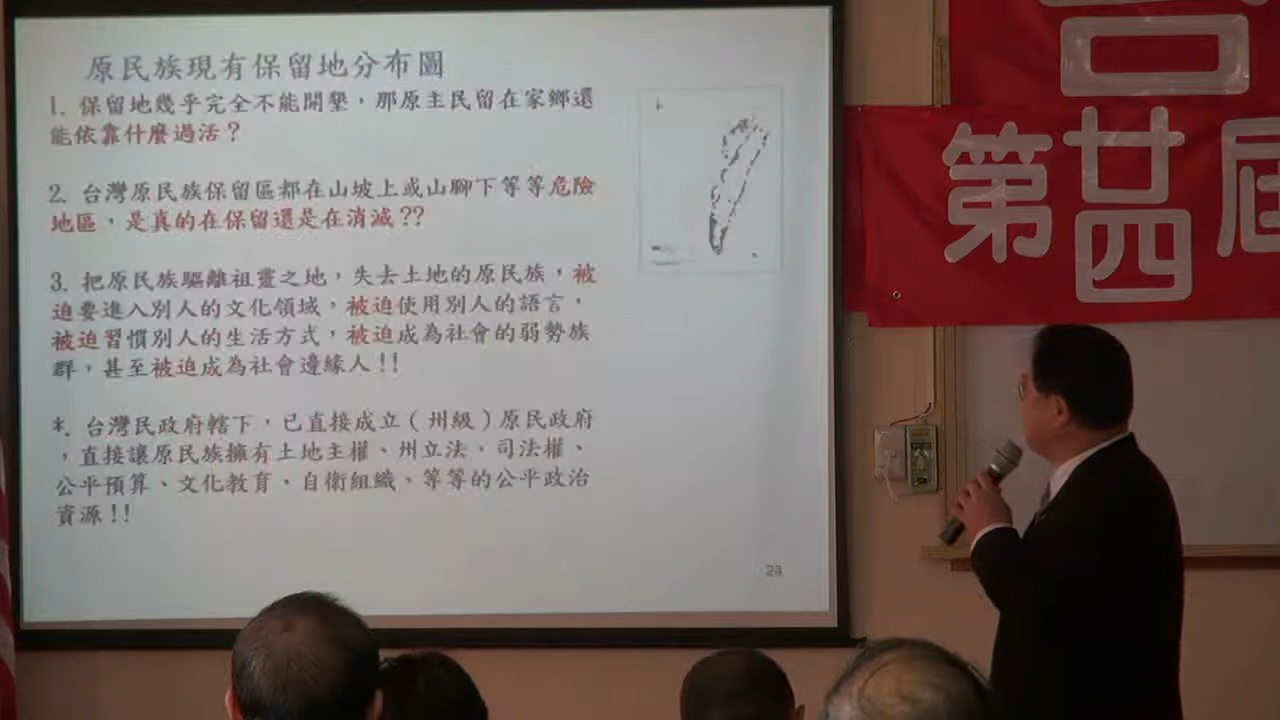 原民族現有保留地分布圖
1. 保留地幾乎完全不能開墾，那原主民留在家鄉還
能依靠什麼過活？
2. 台灣原民族保留區都在山坡上或山腳下等等危險
地區，是真的在保留還是在消滅??
3. 把原民族驅離祖靈之地，失去土地的原民族，被
迫要進入別人的文化領域，被迫使用別人的語言，
被迫習慣別人的生活方式，被迫成為社會的弱勢族
群，甚至被迫成為社會邊緣人!!
*. 台灣民政府轄下，已直接成立(州級)原民政府
，直接讓原民族擁有土地主權、州立法、司法權、
公平預算、文化教育、自衛組織、等等的公平政治
資源!!
第廿四屆